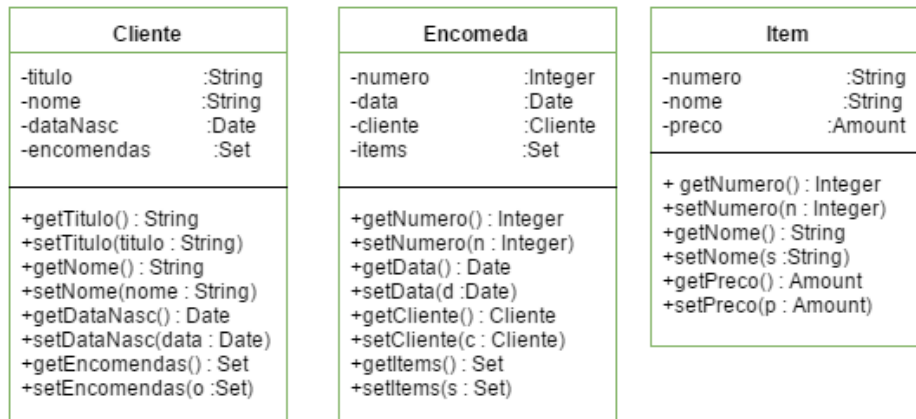 Cliente
-titulo :String
-nome :String
-dataNasc :Date
-encomendas :Set
+getTitulo() : String
+setTitulo(titulo : String)
+getNome() : String
+setNome(nome : String)
+getDataNasc() : Date
+setDataNasc(data : Date)
+getEncomendas() : Set
+setEncomendas(o :Set)
Encomeda
-numero :Integer
-data :Date
-cliente :Cliente
-items :Set
+getNumero() : Integer
+setNumero(n : Integer)
+getData() : Date
+setData(d :Date)
+getCliente() : Cliente
+setCliente(c : Cliente)
+getItems() : Set
+setItems(s : Set)
Item
-numero :String
-nome :String
-preco :Amount
+ getNumero() : Integer
+setNumero(n : Integer)
+getNome() : String
+setNome(s :String)
+getPreco() : Amount
+setPreco(p : Amount)